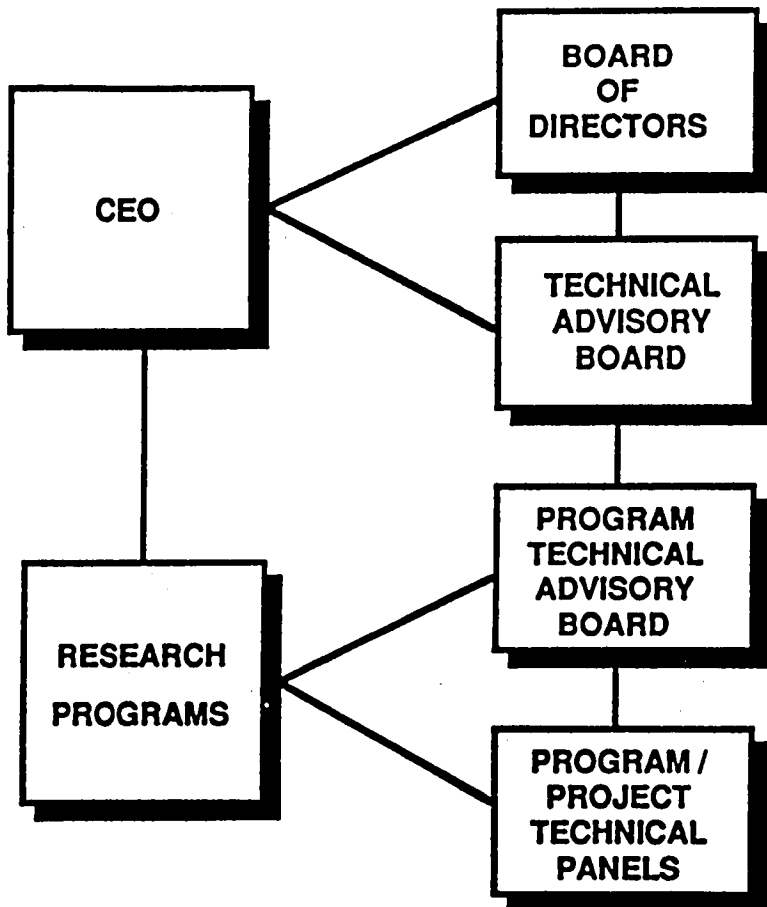 BOARD
OF
DIRECTORS
CEO
TECHNICAL
ADVISORY
BOARD
PROGRAM
TECHNICAL
ADVISORY
BOARD
RESEARCH
PROGRAMS
PROGRAM /
PROJECT
TECHNICAL
PANELS